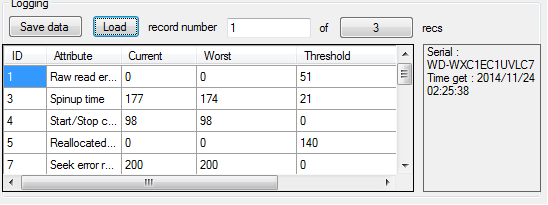 Logging
Save data Load record number 1 of 3 recs
ID Attribute Current Worst Threshold
1 Raw read er... 0 0 51
3 Spinup time 177 174 21
4 Start/Stop c... 98 98 0
5 Reallocated... 0 0 140
7 Seek error r... 200 200 0
Serial :
WD-WXC1EC1UVLC7
Time get : 2014/11/24
02:25:38